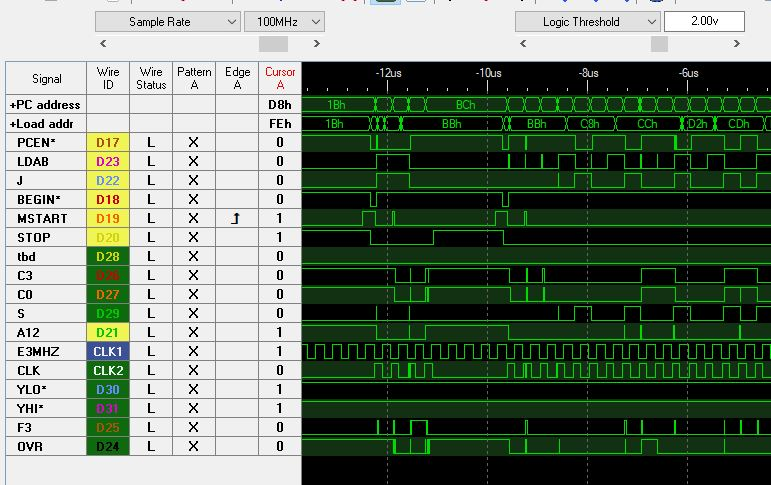 Sample Rate 100MHz Logic Threshold 2.00v
Signal Wire ID Wire Status Pattern A Edge A Cursor A -12us -10us -8us -6us
+PC address D8h 1Bh BCh
+Load addr FEh 1Bh BBh BBh C8h CCh D2h CDh
PCEN* D17 L X 0
LDAB D23 L X 0
J D22 L X 0
BEGIN* D18 L X 0
MSTART D19 L X 1
STOP D20 L X 1
tbd D28 L X 0
C3 D26 L X 0
C0 D27 L X 0
S D29 L X 0
A12 D21 L X 1
E3MHZ CLK1 L X 1
CLK CLK2 L X 0
YLO* D30 L X 1
YHI* D31 L X 1
F3 D25 L X 0
OVR D24 L X 0